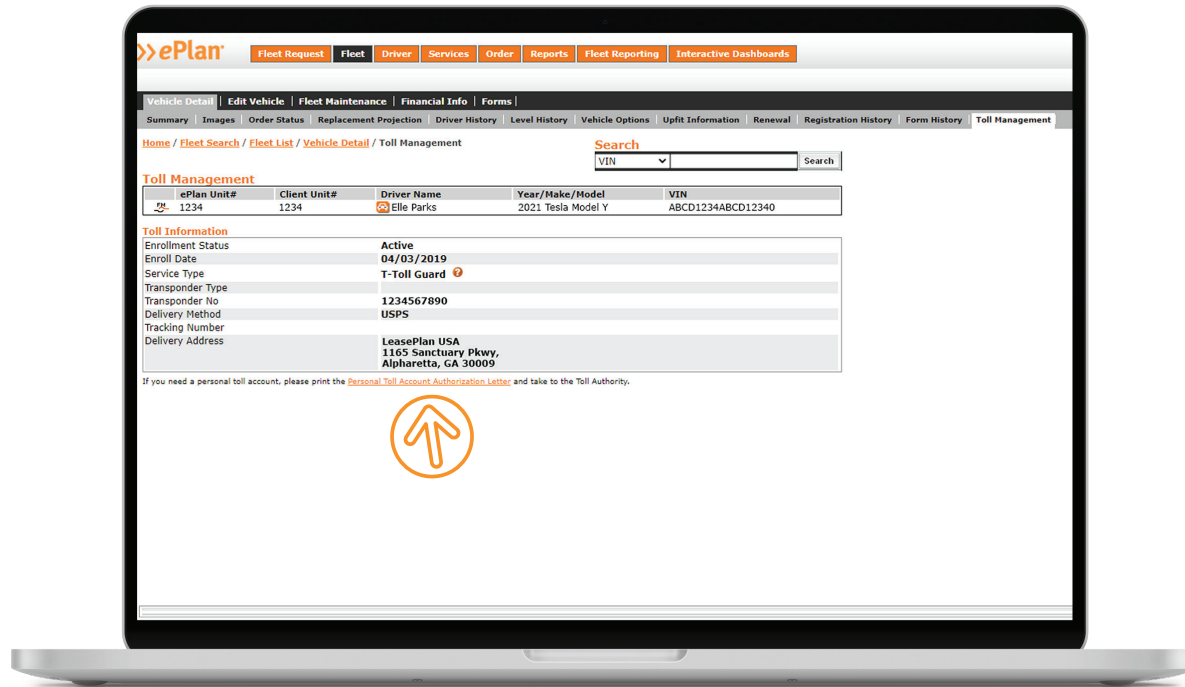 ePlan
Fleet Request Fleet Driver Services Order Reports Fleet Reporting Interactive Dashboards
Vehicle Detail | Edit Vehicle | Fleet Maintenance | Financial Info | Forms |
Summary | Images | Order Status | Replacement Projection | Driver History | Level History | Vehicle Options | Upfit Information | Renewal | Registration History | Form History | Toll Management
Home / Fleet Search / Fleet List / Vehicle Detail / Toll Management
Search
VIN Search
Toll Management
ePlan Unit# Client Unit# Driver Name Year/Make/Model VIN
FM 1234 1234 Elle Parks 2021 Tesla Model Y ABCD1234ABCD12340
Toll Information
Enrollment Status Active
Enroll Date 04/03/2019
Service Type T-Toll Guard ?
Transponder Type
Transponder No 1234567890
Delivery Method USPS
Tracking Number
Delivery Address LeasePlan USA
1165 Sanctuary Pkwy,
Alpharetta, GA 30009
If you need a personal toll account, please print the Personal Toll Account Authorization Letter and take to the Toll Authority.